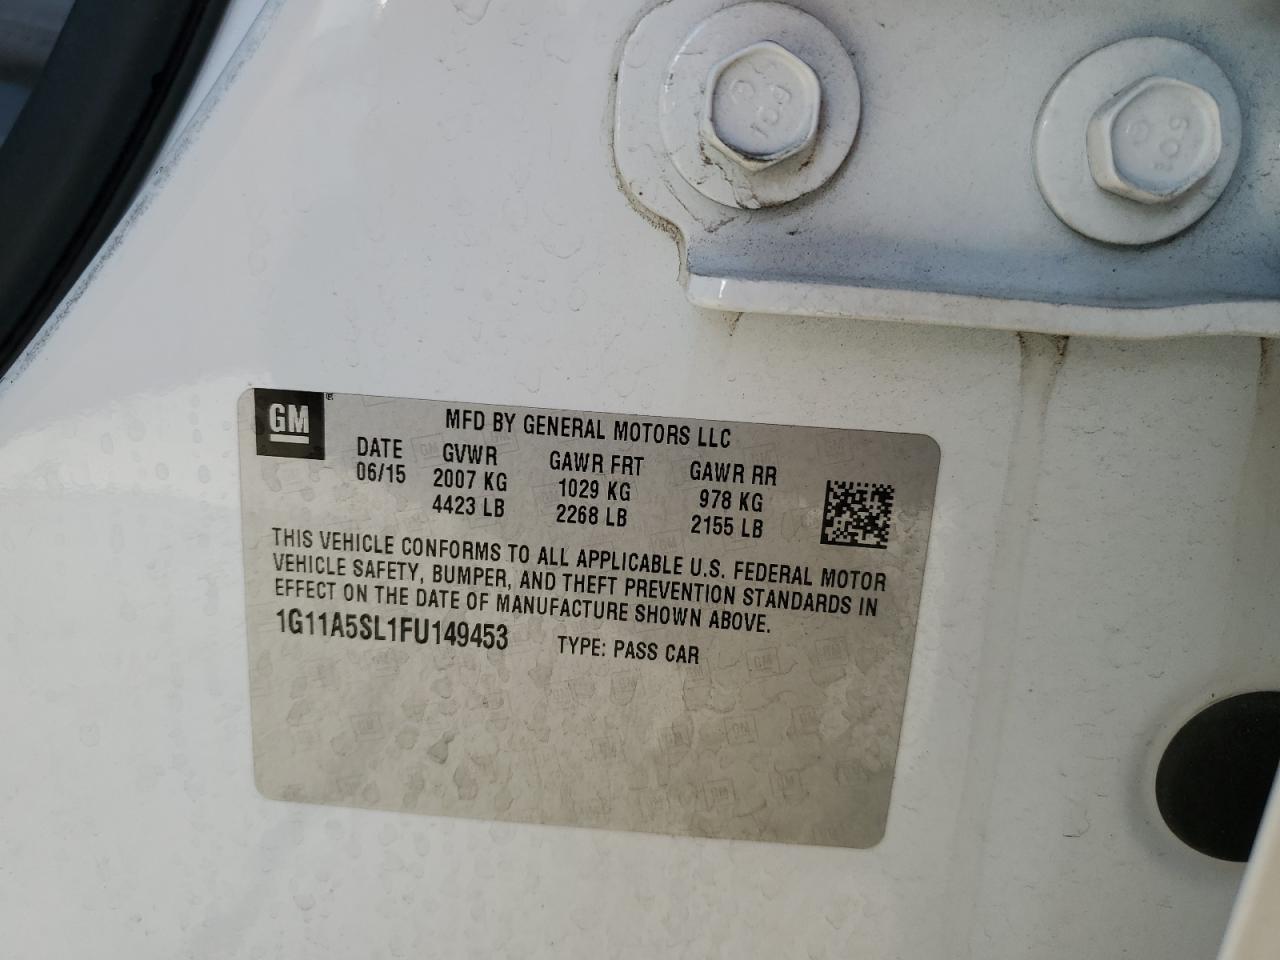 GM
MFD BY GENERAL MOTORS LLC
DATE GVWR GAWR FRT GAWR RR
06/15 2007 KG 1029 KG 978 KG
4423 LB 2268 LB 2155 LB
THIS VEHICLE CONFORMS TO ALL APPLICABLE U.S. FEDERAL MOTOR
VEHICLE SAFETY, BUMPER, AND THEFT PREVENTION STANDARDS IN
EFFECT ON THE DATE OF MANUFACTURE SHOWN ABOVE.
1G11A5SL1FU149453 TYPE: PASS CAR